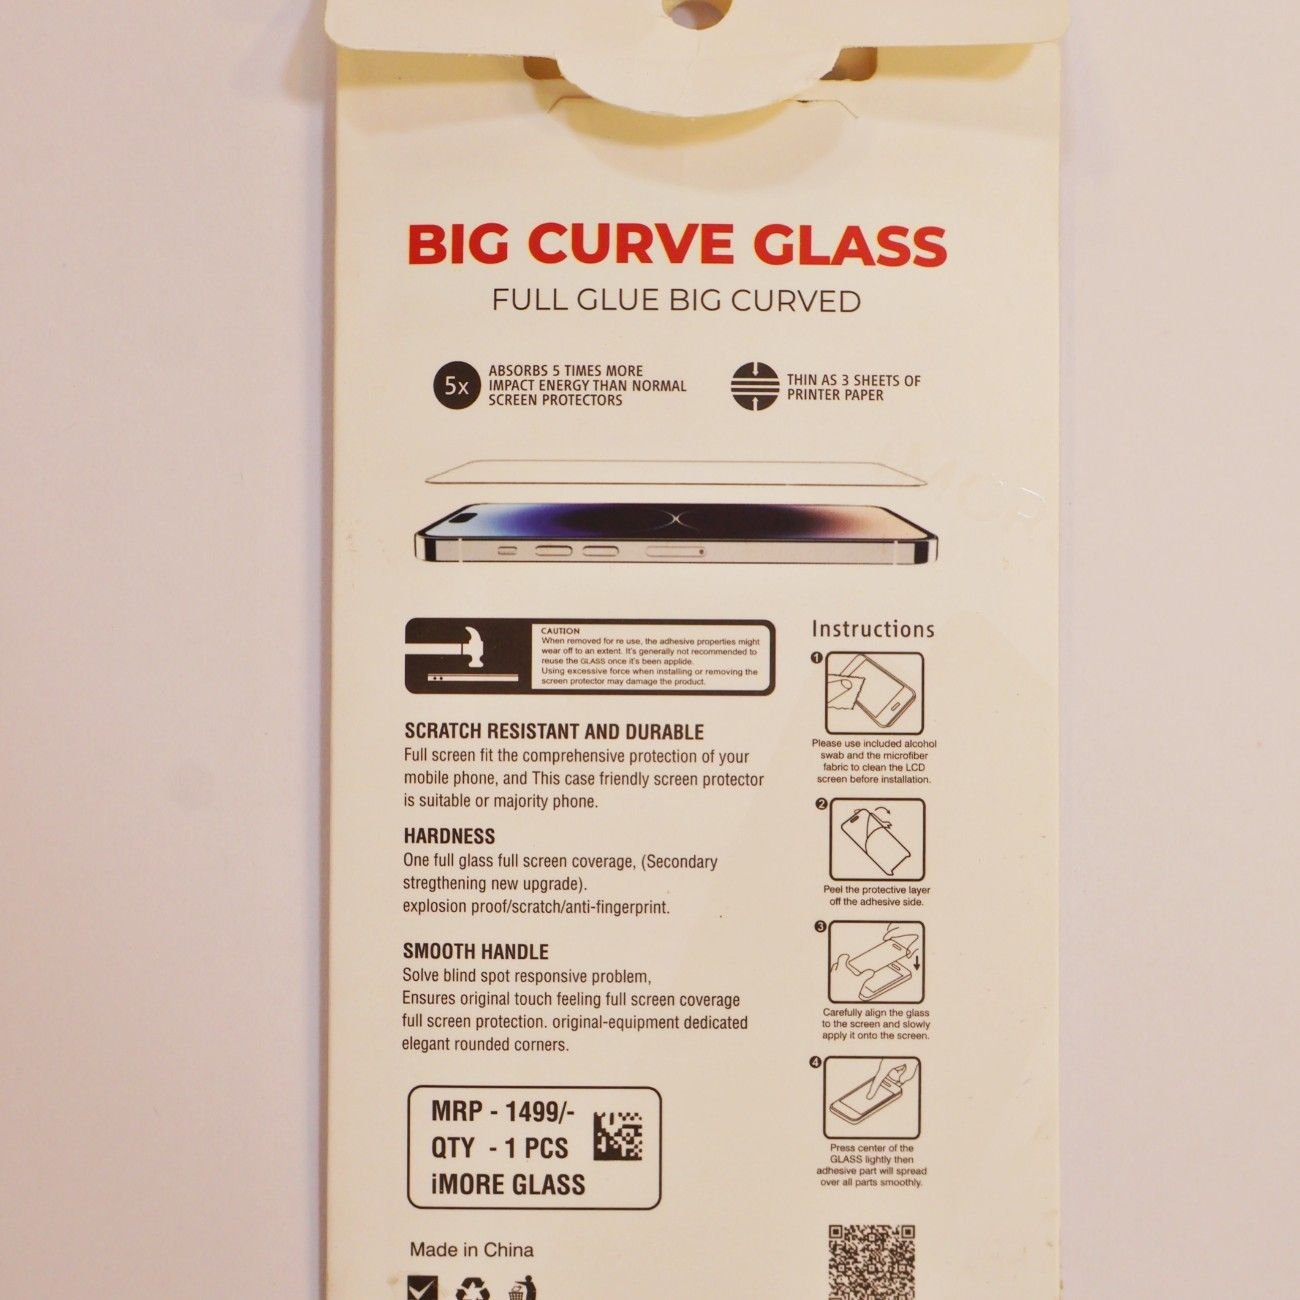 BIG CURVE GLASS
FULL GLUE BIG CURVED
5x
ABSORBS 5 TIMES MORE
IMPACT ENERGY THAN NORMAL
SCREEN PROTECTORS
THIN AS 3 SHEETS OF
PRINTER PAPER
CAUTION
When removed for re use, the adhesive properties might
wear off to an extent. It's generally not recommended to
reuse the GLASS once it's been applide.
Using excessive force when installing or removing the
screen protector may damage the product.
SCRATCH RESISTANT AND DURABLE
Full screen fit the comprehensive protection of your
mobile phone, and This case friendly screen protector
is suitable or majority phone.
HARDNESS
One full glass full screen coverage, (Secondary
stregthening new upgrade).
explosion proof/scratch/anti-fingerprint.
SMOOTH HANDLE
Solve blind spot responsive problem,
Ensures original touch feeling full screen coverage
full screen protection. original-equipment dedicated
elegant rounded corners.
MRP - 1499/-
QTY - 1 PCS
iMORE GLASS
Made in China
Instructions
1
Please use included alcohol
swab and the microfiber
fabric to clean the LCD
screen before installation.
2
Peel the protective layer
off the adhesive side.
3
Carefully align the glass
to the screen and slowly
apply it onto the screen.
4
Press center of the
GLASS lightly then
adhesive part will spread
over all parts smoothly.